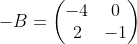 -B = \begin{pmatrix} -4 & 0 \\ 2 & -1 \end{pmatrix}